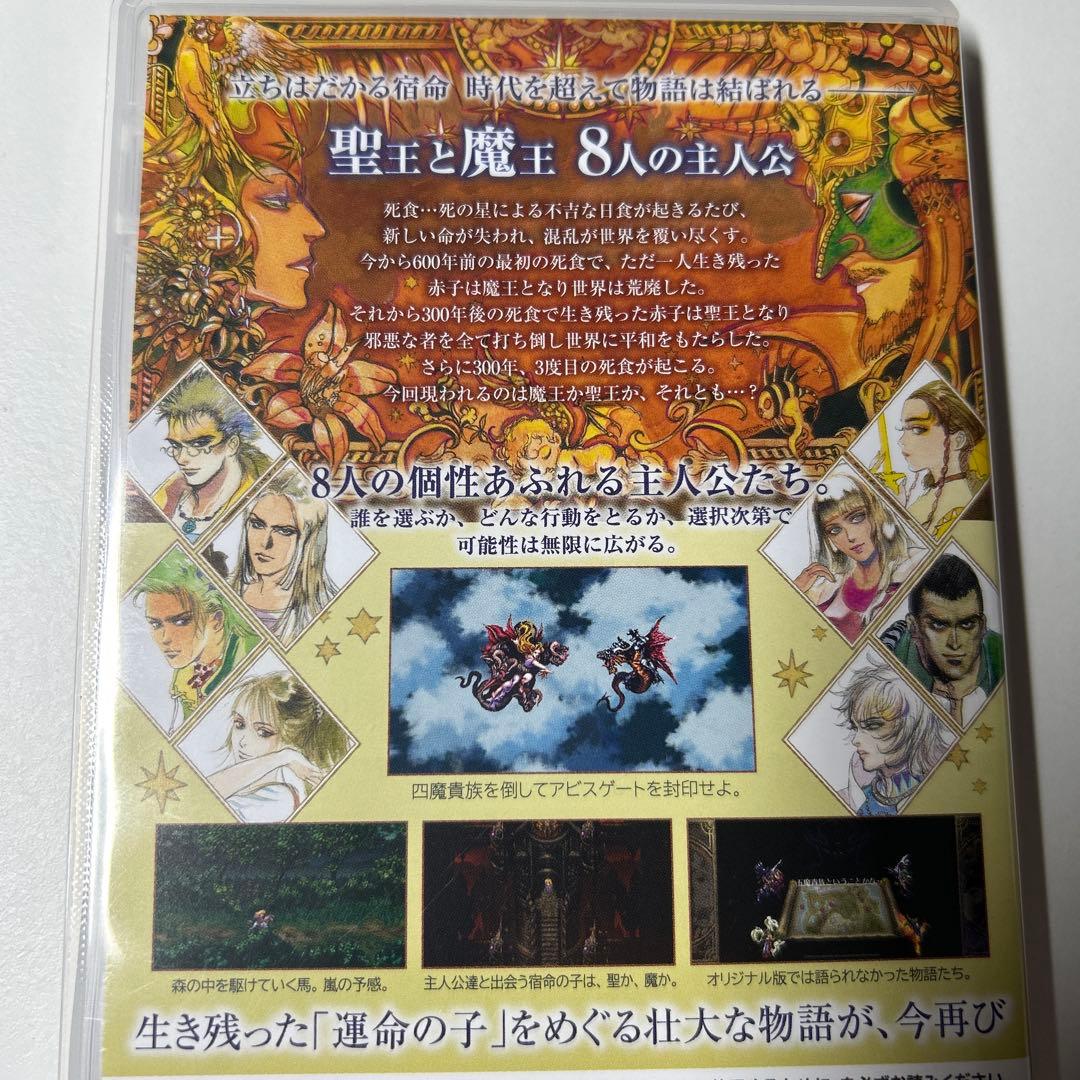 立ちはだかる宿命 時代を超えて物語は結ばれる――
聖王と魔王 8人の主人公
死食…死の星による不吉な日食が起きるたび、
新しい命が失われ、混乱が世界を覆い尽くす。
今から600年前の最初の死食で、ただ一人生き残った
赤子は魔王となり世界は荒廃した。
それから300年後の死食で生き残った赤子は聖王となり
邪悪な者を全て打ち倒し世界に平和をもたらした。
さらに300年、3度目の死食が起こる。
今回現われるのは魔王か聖王か、それとも…?
8人の個性あふれる主人公たち。
誰を選ぶか、どんな行動をとるか、選択次第で
可能性は無限に広がる。
四魔貴族を倒してアビスゲートを封印せよ。
森の中を駆けていく馬。嵐の予感。
主人公達と出会う宿命の子は、聖か、魔か。
オリジナル版では語られなかった物語たち。
生き残った「運命の子」をめぐる壮大な物語が、今再び